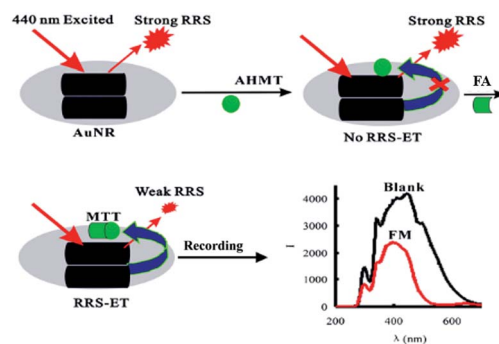 440 nm Excited
Strong RRS
AuNR
AHMT
Strong RRS
No RRS-ET
FA
MTT
Weak RRS
RRS-ET
Recording
Blank
FM
I
4000
3000
2000
1000
0
200
400
600
λ (nm)